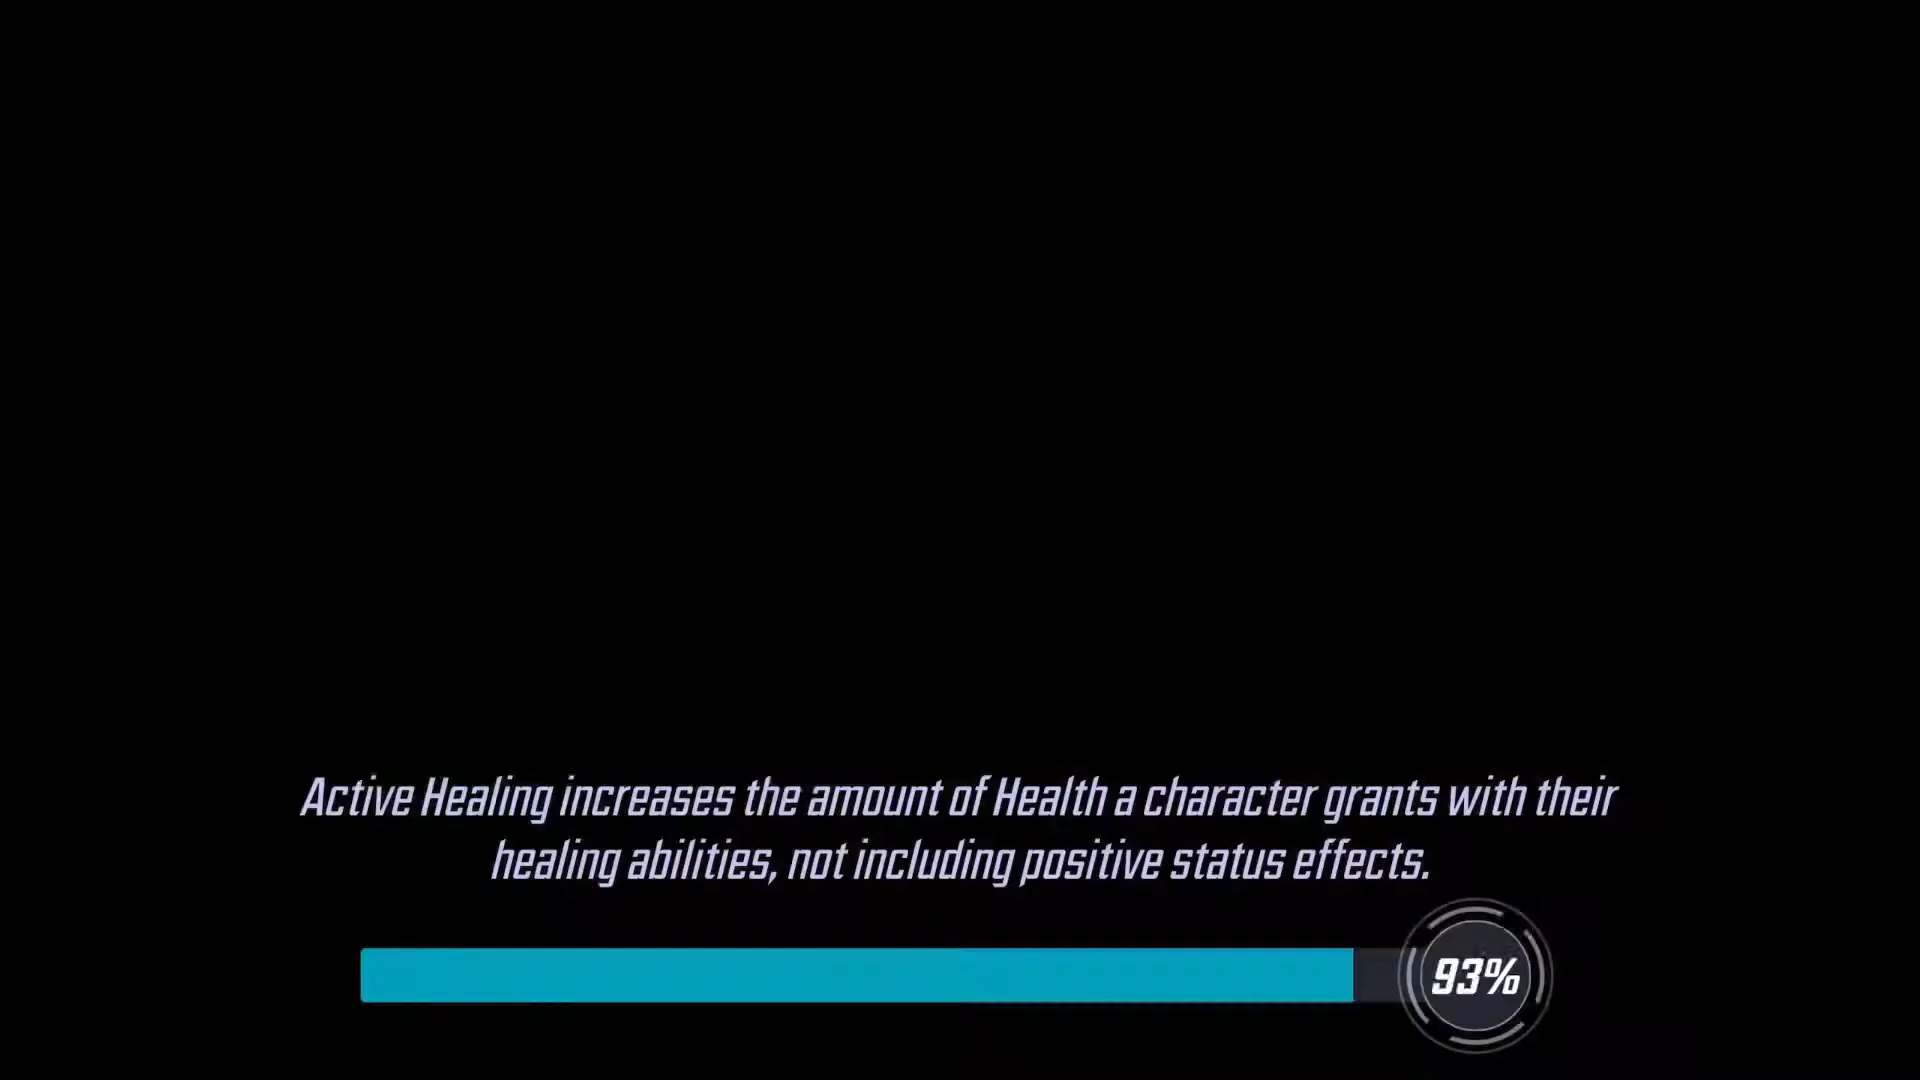 Active Healing increases the amount of Health a character grants with their
healing abilities, not including positive status effects.
93%